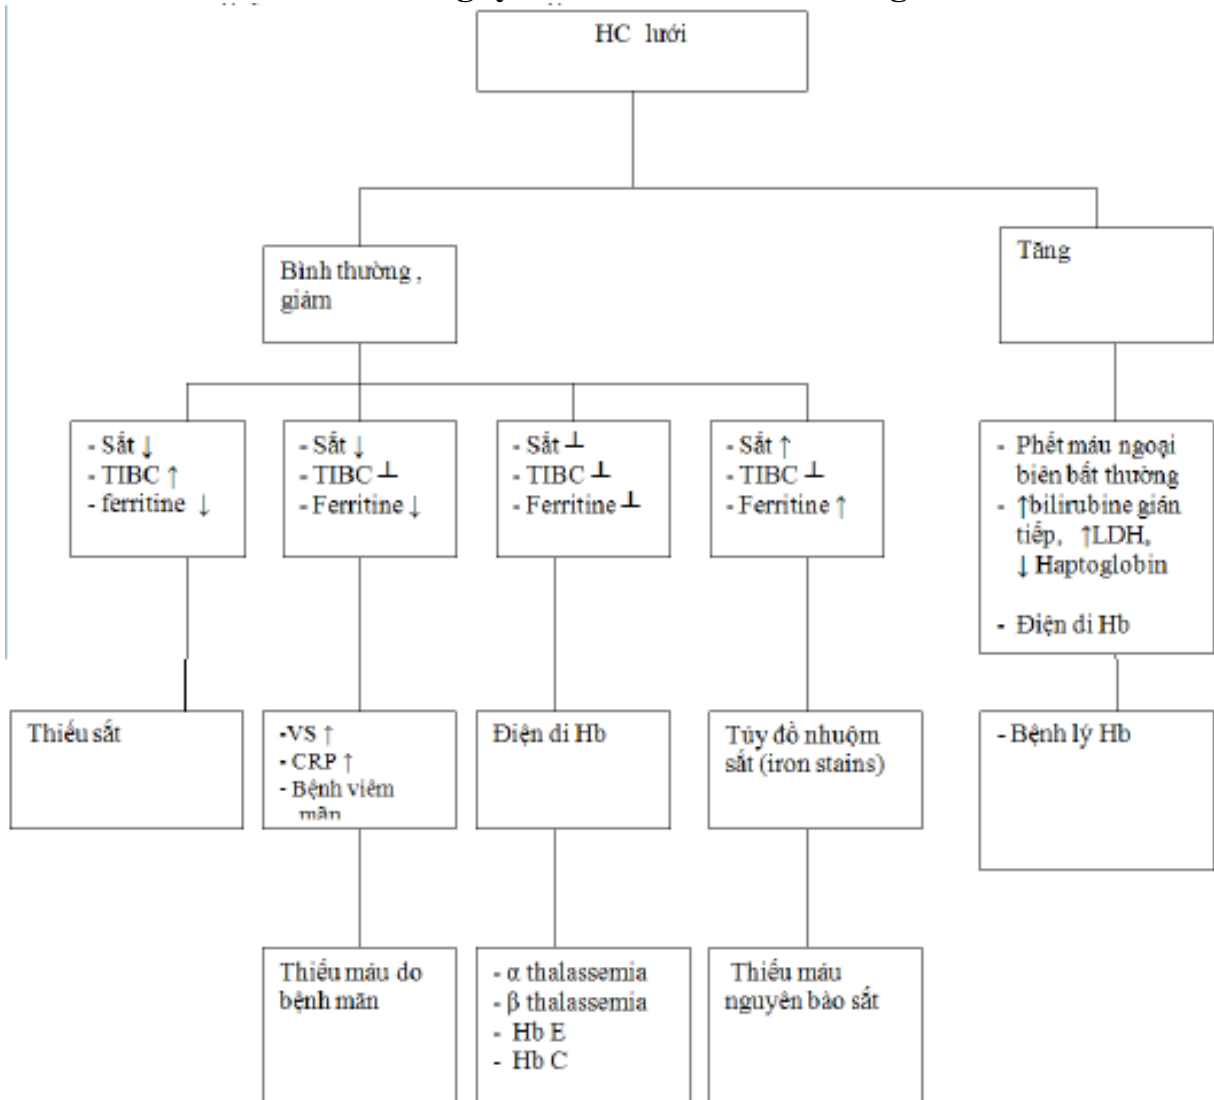 HC lưới
Bình thường ,
giảm
Tăng
- Sắt ↓
- TIBC ↑
- ferritine ↓
- Sắt ↓
- TIBC ┴
- Ferritine ↓
- Sắt ┴
- TIBC ┴
- Ferritine ┴
- Sắt ↑
- TIBC ┴
- Ferritine ↑
- Phết máu ngoại
biên bất thường
- ↑bilirubine gián
tiếp, ↑LDH,
↓ Haptoglobin
- Điện di Hb
Thiếu sắt
-VS ↑
- CRP ↑
- Bệnh viêm
mãn
Điện di Hb
Tủy đồ nhuộm
sắt (iron stains)
- Bệnh lý Hb
Thiếu máu do
bệnh mãn
- α thalassemia
- β thalassemia
- Hb E
- Hb C
Thiếu máu
nguyên bào sắt